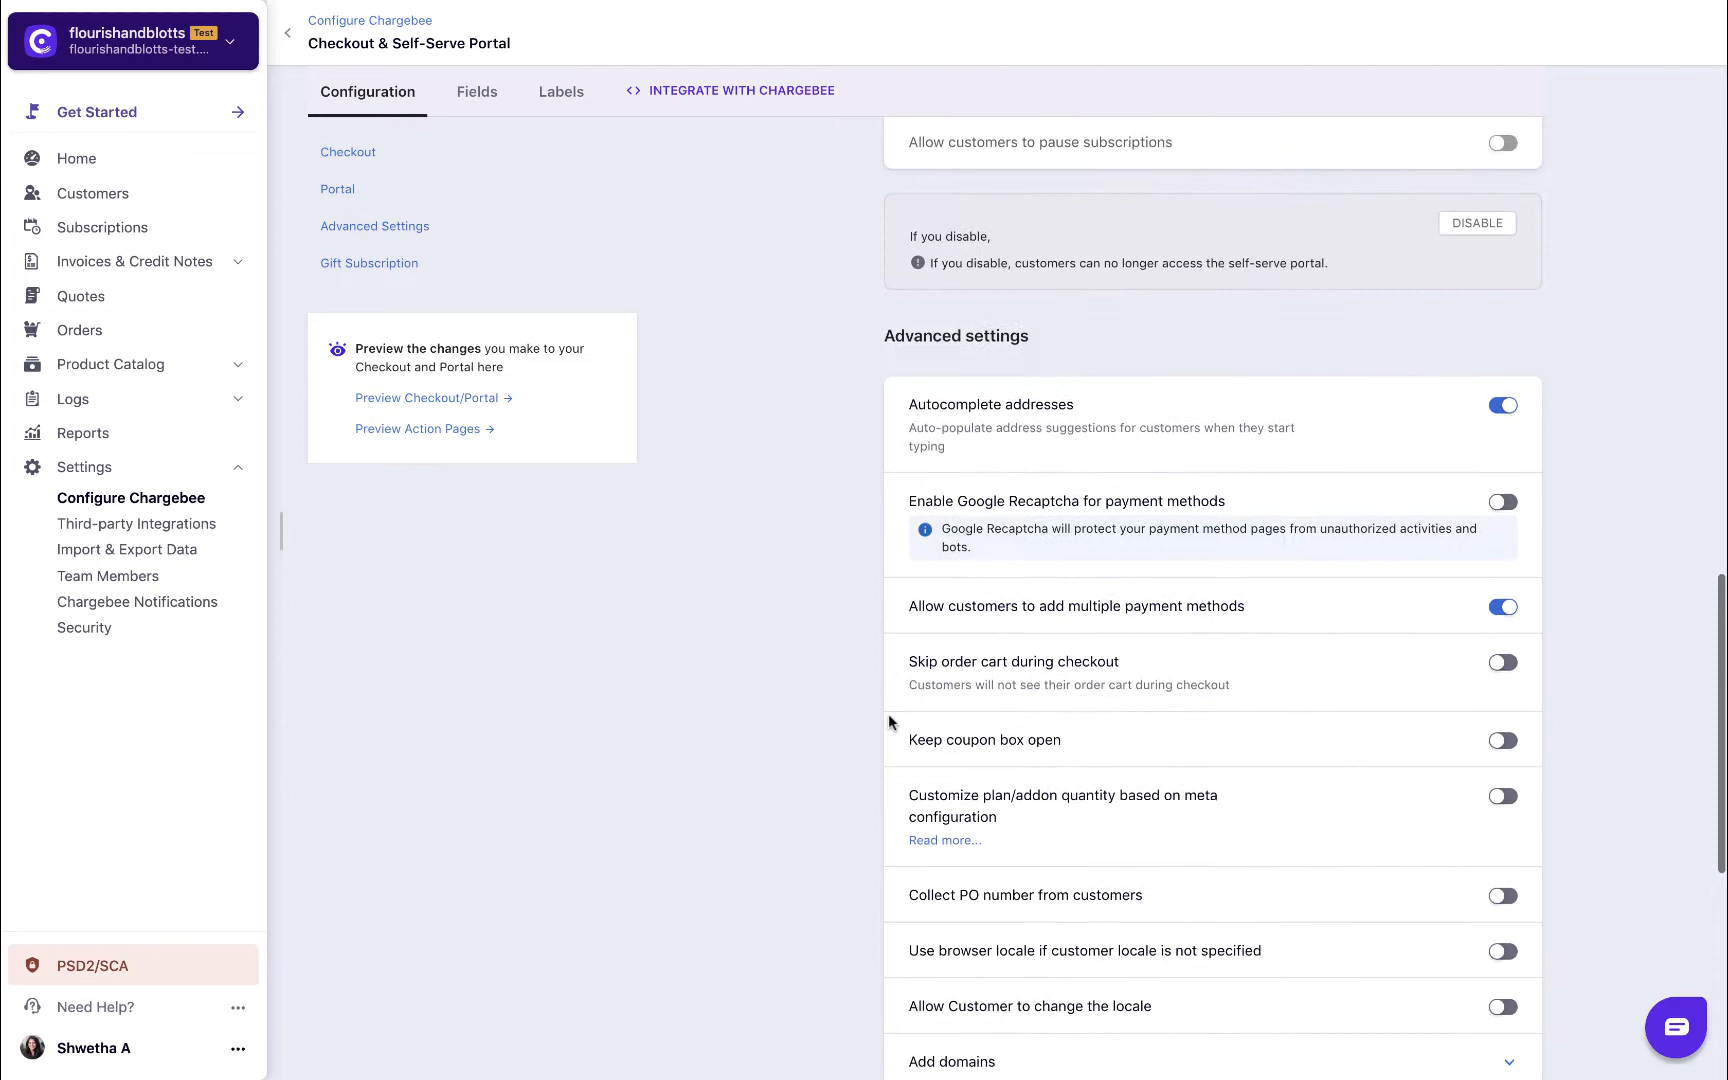 flourishandblotts Test
flourishandblotts-test....
Get Started
Home
Customers
Subscriptions
Invoices & Credit Notes
Quotes
Orders
Product Catalog
Logs
Reports
Settings
Configure Chargebee
Third-party Integrations
Import & Export Data
Team Members
Chargebee Notifications
Security
PSD2/SCA
Need Help?
Shwetha A
Configure Chargebee
Checkout & Self-Serve Portal
Configuration
Fields
Labels
<> INTEGRATE WITH CHARGEBEE
Checkout
Portal
Advanced Settings
Gift Subscription
Preview the changes you make to your
Checkout and Portal here
Preview Checkout/Portal →
Preview Action Pages →
Allow customers to pause subscriptions
DISABLE
If you disable,
If you disable, customers can no longer access the self-serve portal.
Advanced settings
Autocomplete addresses
Auto-populate address suggestions for customers when they start
typing
Enable Google Recaptcha for payment methods
Google Recaptcha will protect your payment method pages from unauthorized activities and
bots.
Allow customers to add multiple payment methods
Skip order cart during checkout
Customers will not see their order cart during checkout
Keep coupon box open
Customize plan/addon quantity based on meta
configuration
Read more...
Collect PO number from customers
Use browser locale if customer locale is not specified
Allow Customer to change the locale
Add domains